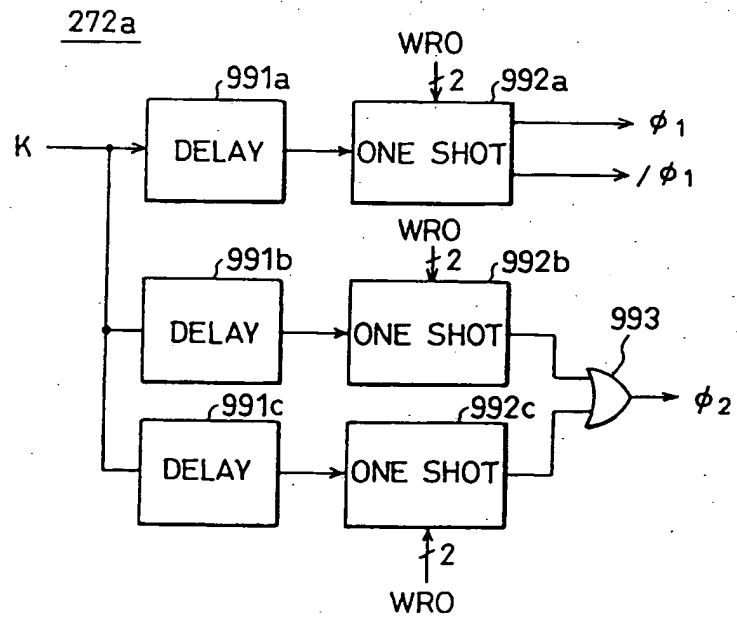 272a
WRO
991a
2
992a
K
DELAY
ONE SHOT
φ1
/φ1
WRO
991b
2
992b
DELAY
ONE SHOT
993
φ2
991c
992c
DELAY
ONE SHOT
2
WRO